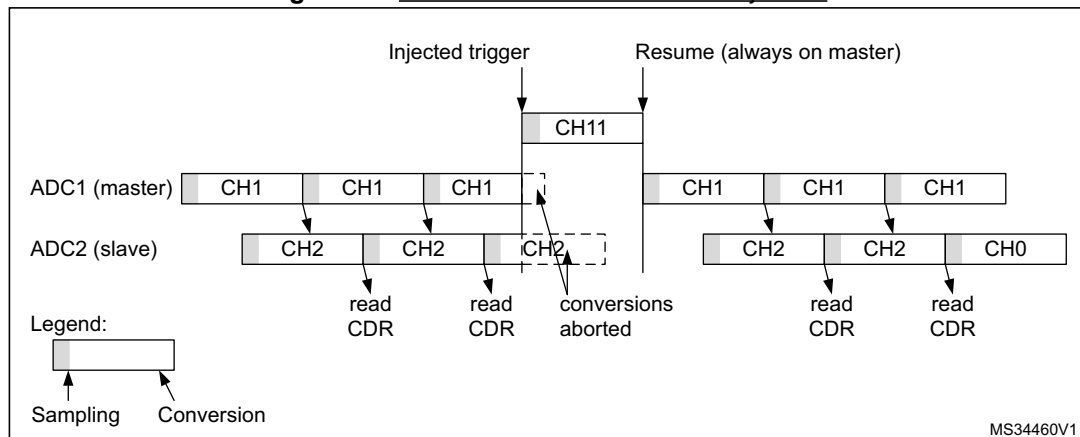 Injected trigger Resume (always on master)
CH11
ADC1 (master) CH1 CH1 CH1 CH1 CH1 CH1
ADC2 (slave) CH2 CH2 CH2 CH2 CH2 CH0
read CDR read CDR conversions aborted read CDR read CDR
Legend:
Sampling Conversion
MS34460V1